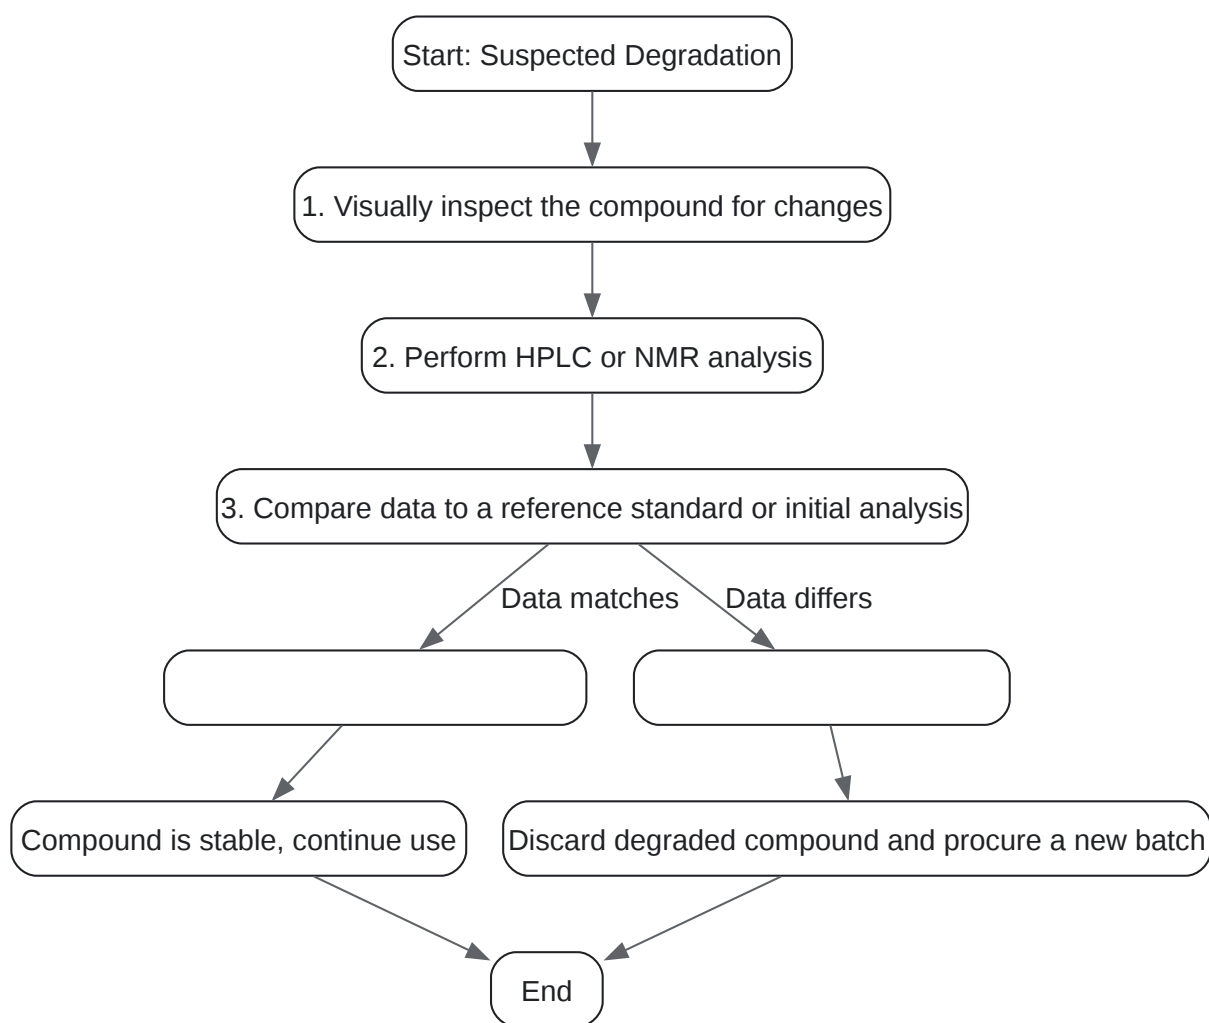 Start: Suspected Degradation
1. Visually inspect the compound for changes
2. Perform HPLC or NMR analysis
3. Compare data to a reference standard or initial analysis
Data matches
Data differs
Compound is stable, continue use
Discard degraded compound and procure a new batch
End